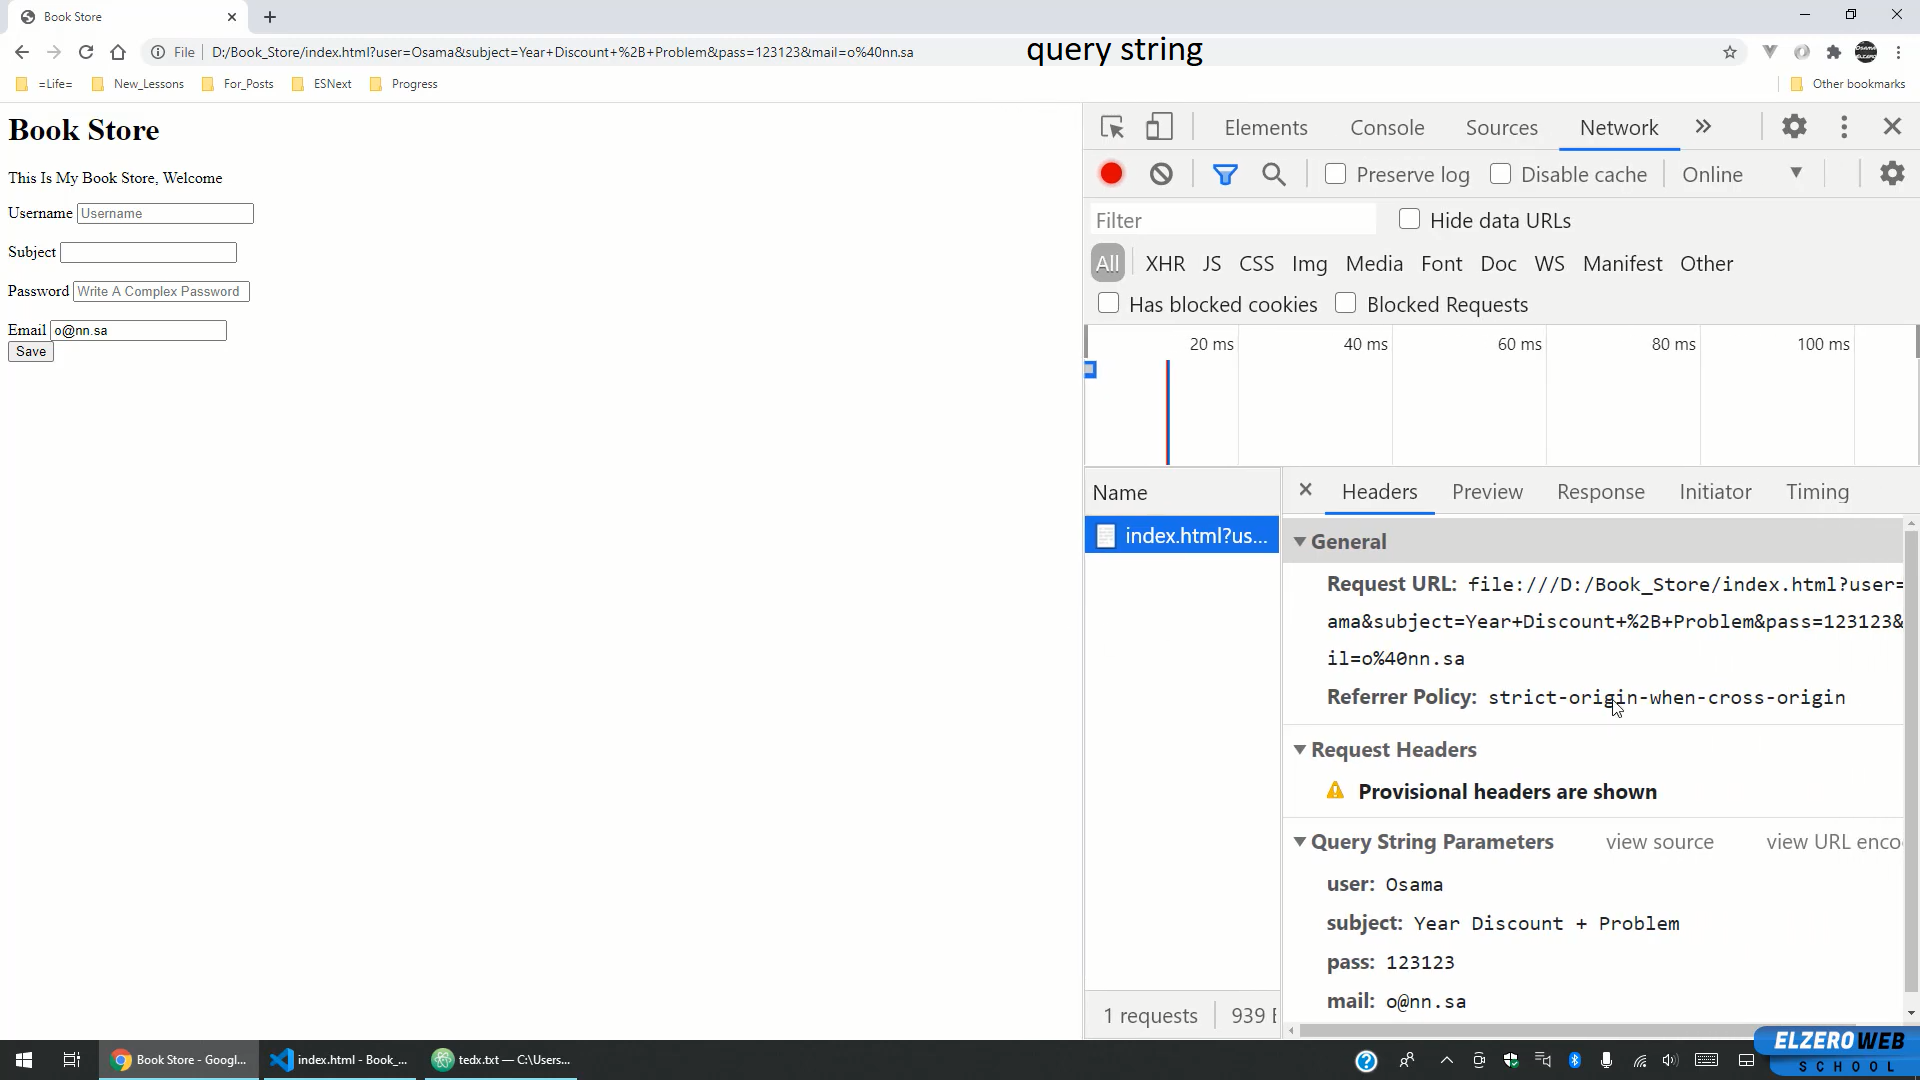 Book Store
File D:/Book_Store/index.html?user=Osama&subject=Year+Discount+%2B+Problem&pass=123123&mail=o%40nn.sa
query string
=Life= New_Lessons For_Posts ESNext Progress Other bookmarks
Book Store
This Is My Book Store, Welcome
Username Username
Subject
Password Write A Complex Password
Email o@nn.sa
Save
Elements Console Sources Network
Preserve log Disable cache Online
Filter Hide data URLs
All XHR JS CSS Img Media Font Doc WS Manifest Other
Has blocked cookies Blocked Requests
20 ms 40 ms 60 ms 80 ms 100 ms
Name Headers Preview Response Initiator Timing
index.html?us...
General
Request URL: file:///D:/Book_Store/index.html?user=
ama&subject=Year+Discount+%2B+Problem&pass=123123&
il=o%40nn.sa
Referrer Policy: strict-origin-when-cross-origin
Request Headers
Provisional headers are shown
Query String Parameters view source view URL enco
user: Osama
subject: Year Discount + Problem
pass: 123123
mail: o@nn.sa
1 requests 939
ELZEROWEB
SCHOOL
Book Store - Googl... index.html - Book_... tedx.txt — C:\Users...